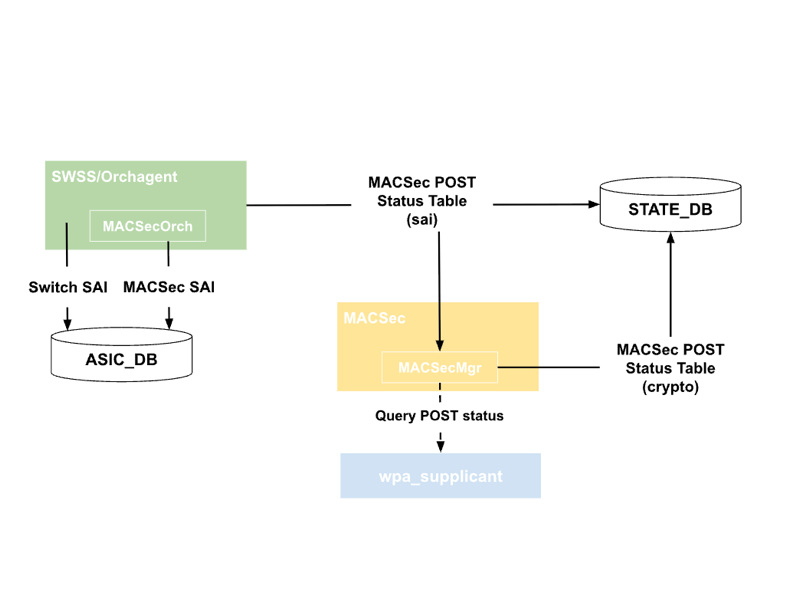 SWSS/Orchagent
MACSecOrch
MACSec POST
Status Table
(sai)
STATE_DB
Switch SAI
MACSec SAI
ASIC_DB
MACSec
MACSecMgr
MACSec POST
Status Table
(crypto)
Query POST status
wpa_supplicant